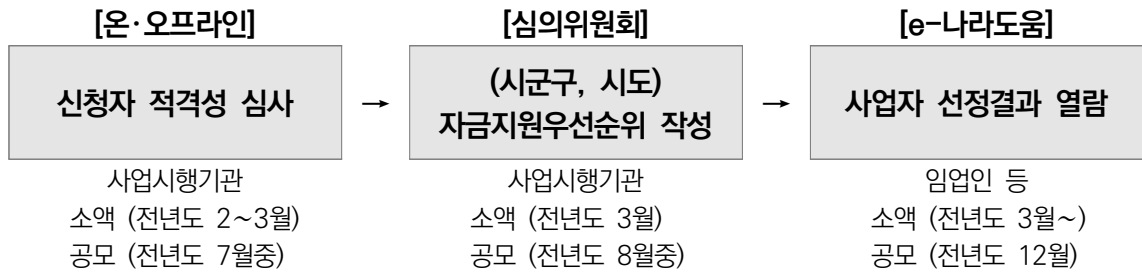 [온·오프라인]
신청자 적격성 심사
사업시행기관
소액 (전년도 2~3월)
공모 (전년도 7월중)
→
[심의위원회]
(시군구, 시도)
자금지원우선순위 작성
사업시행기관
소액 (전년도 3월)
공모 (전년도 8월중)
→
[e-나라도움]
사업자 선정결과 열람
임업인 등
소액 (전년도 3월~)
공모 (전년도 12월)